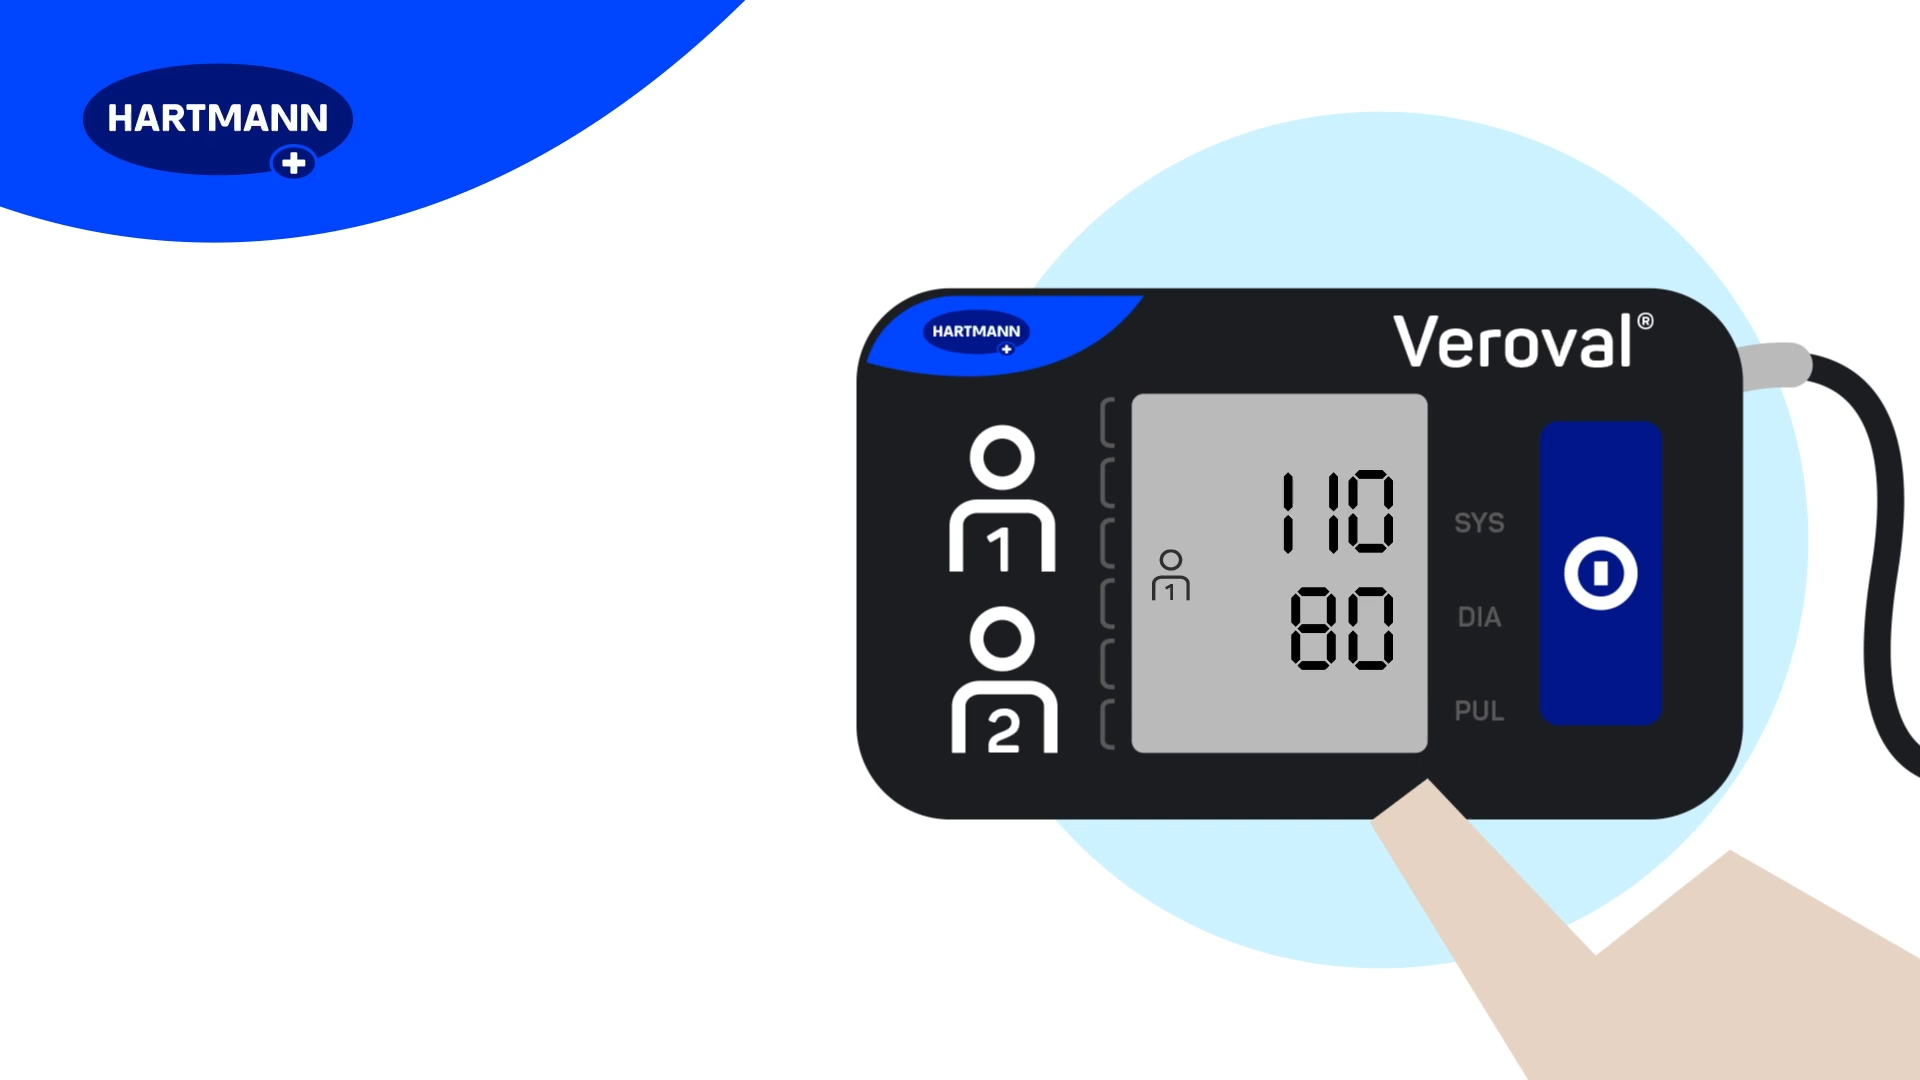 HARTMANN
HARTMANN
Veroval®
1
2
1
110
80
SYS
DIA
PUL